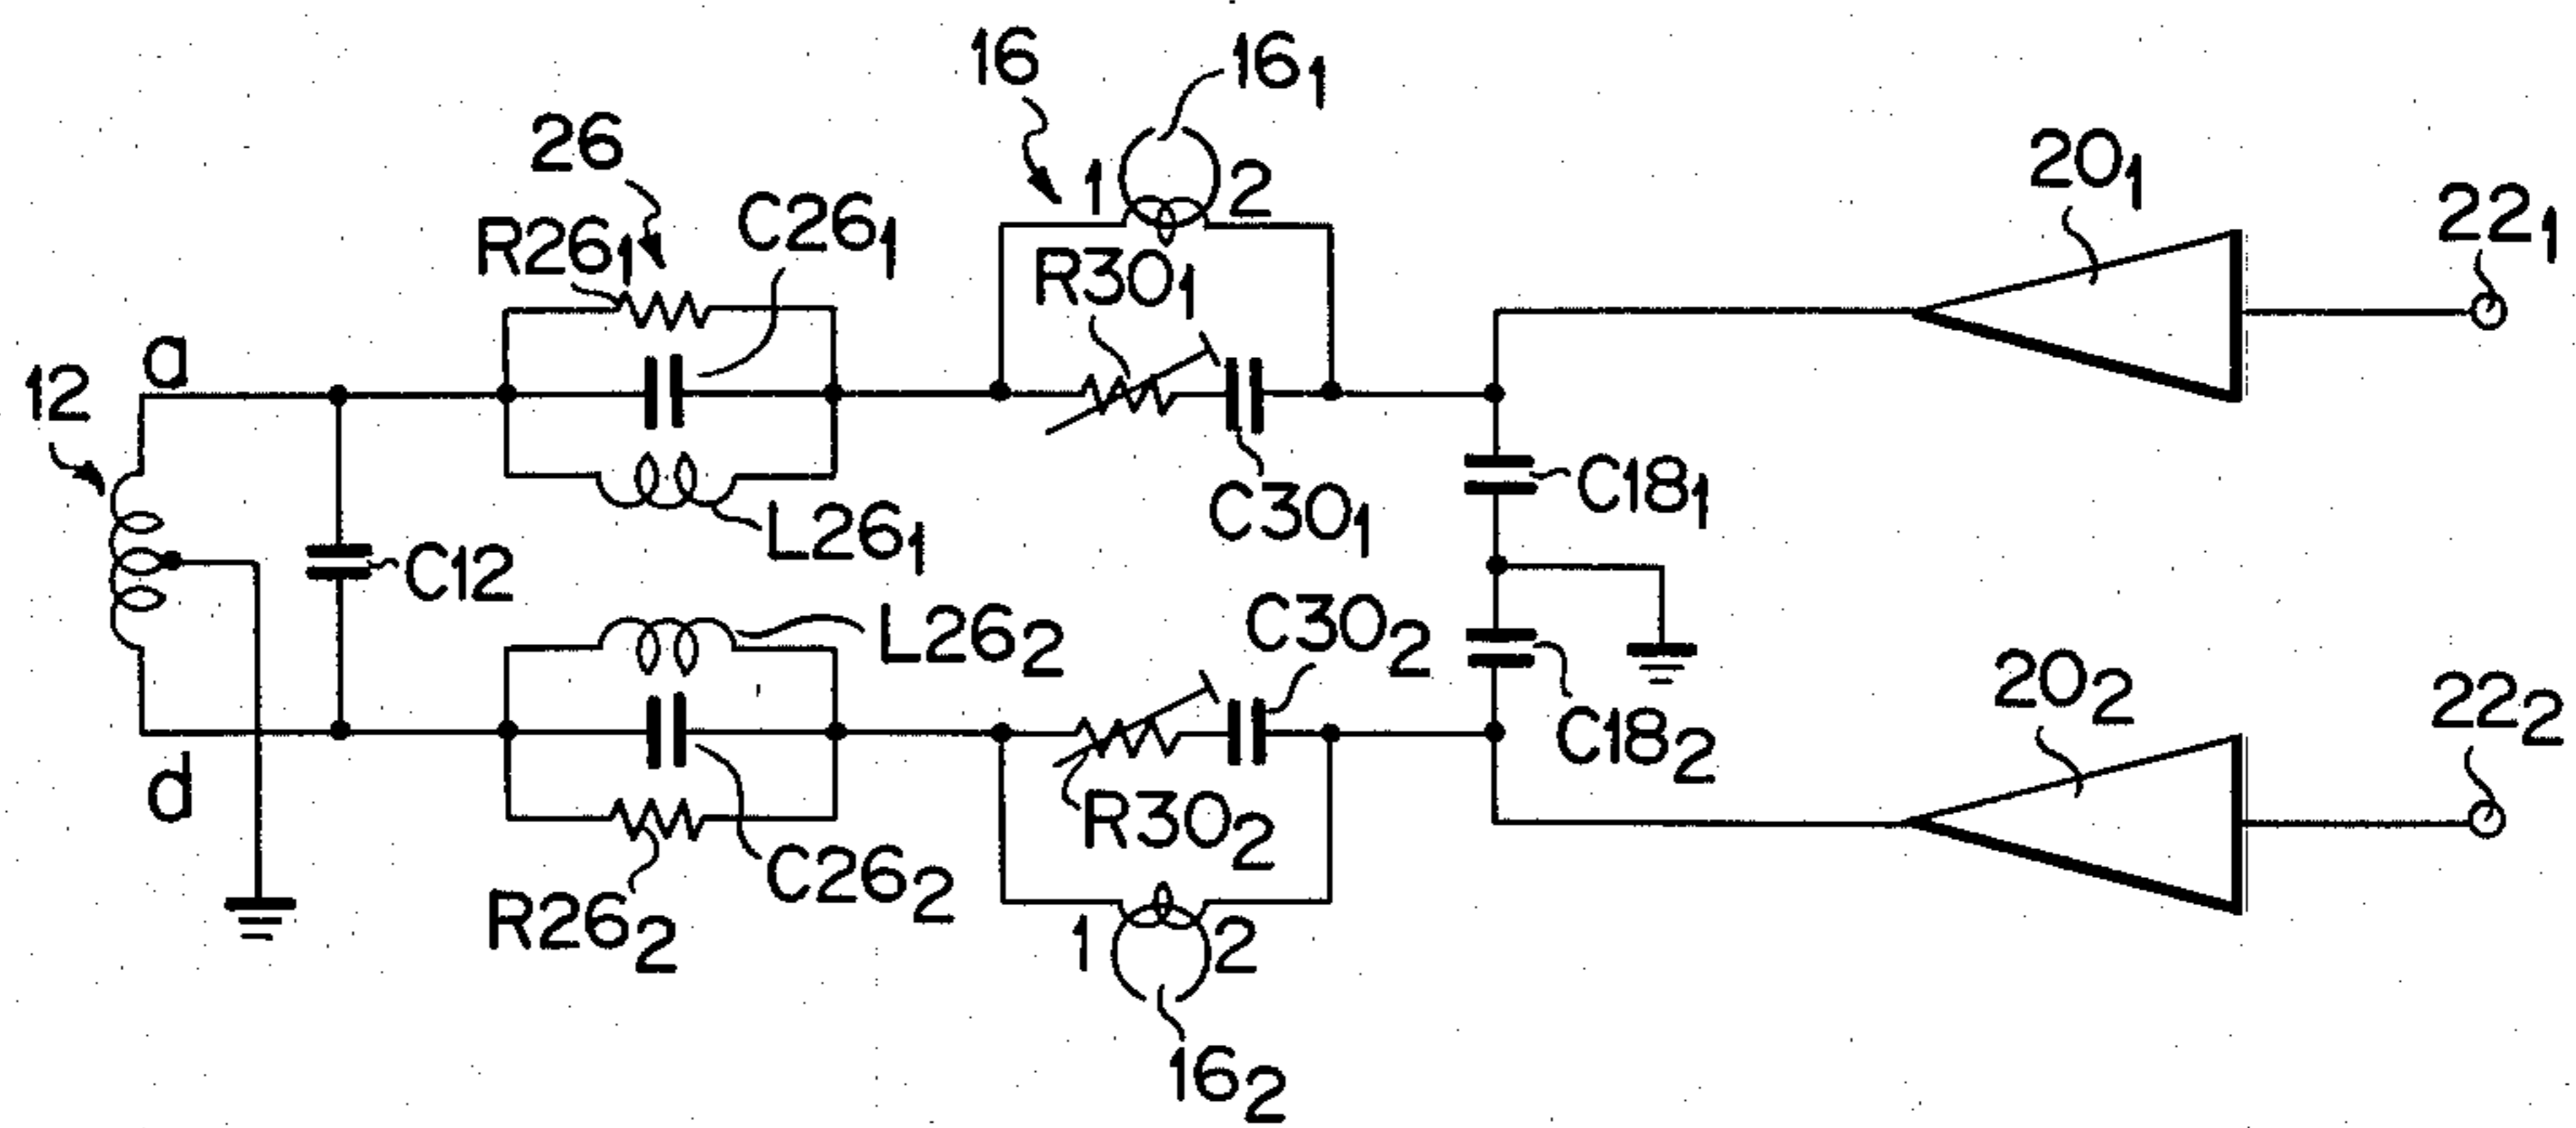 16
16₁
26
1
2
20₁
R26₁
C26₁
22₁
R30₁
a
12
C18₁
C30₁
L26₁
C12
C30₂
L26₂
20₂
22₂
C18₂
d
R30₂
C26₂
R26₂
1
2
16₂